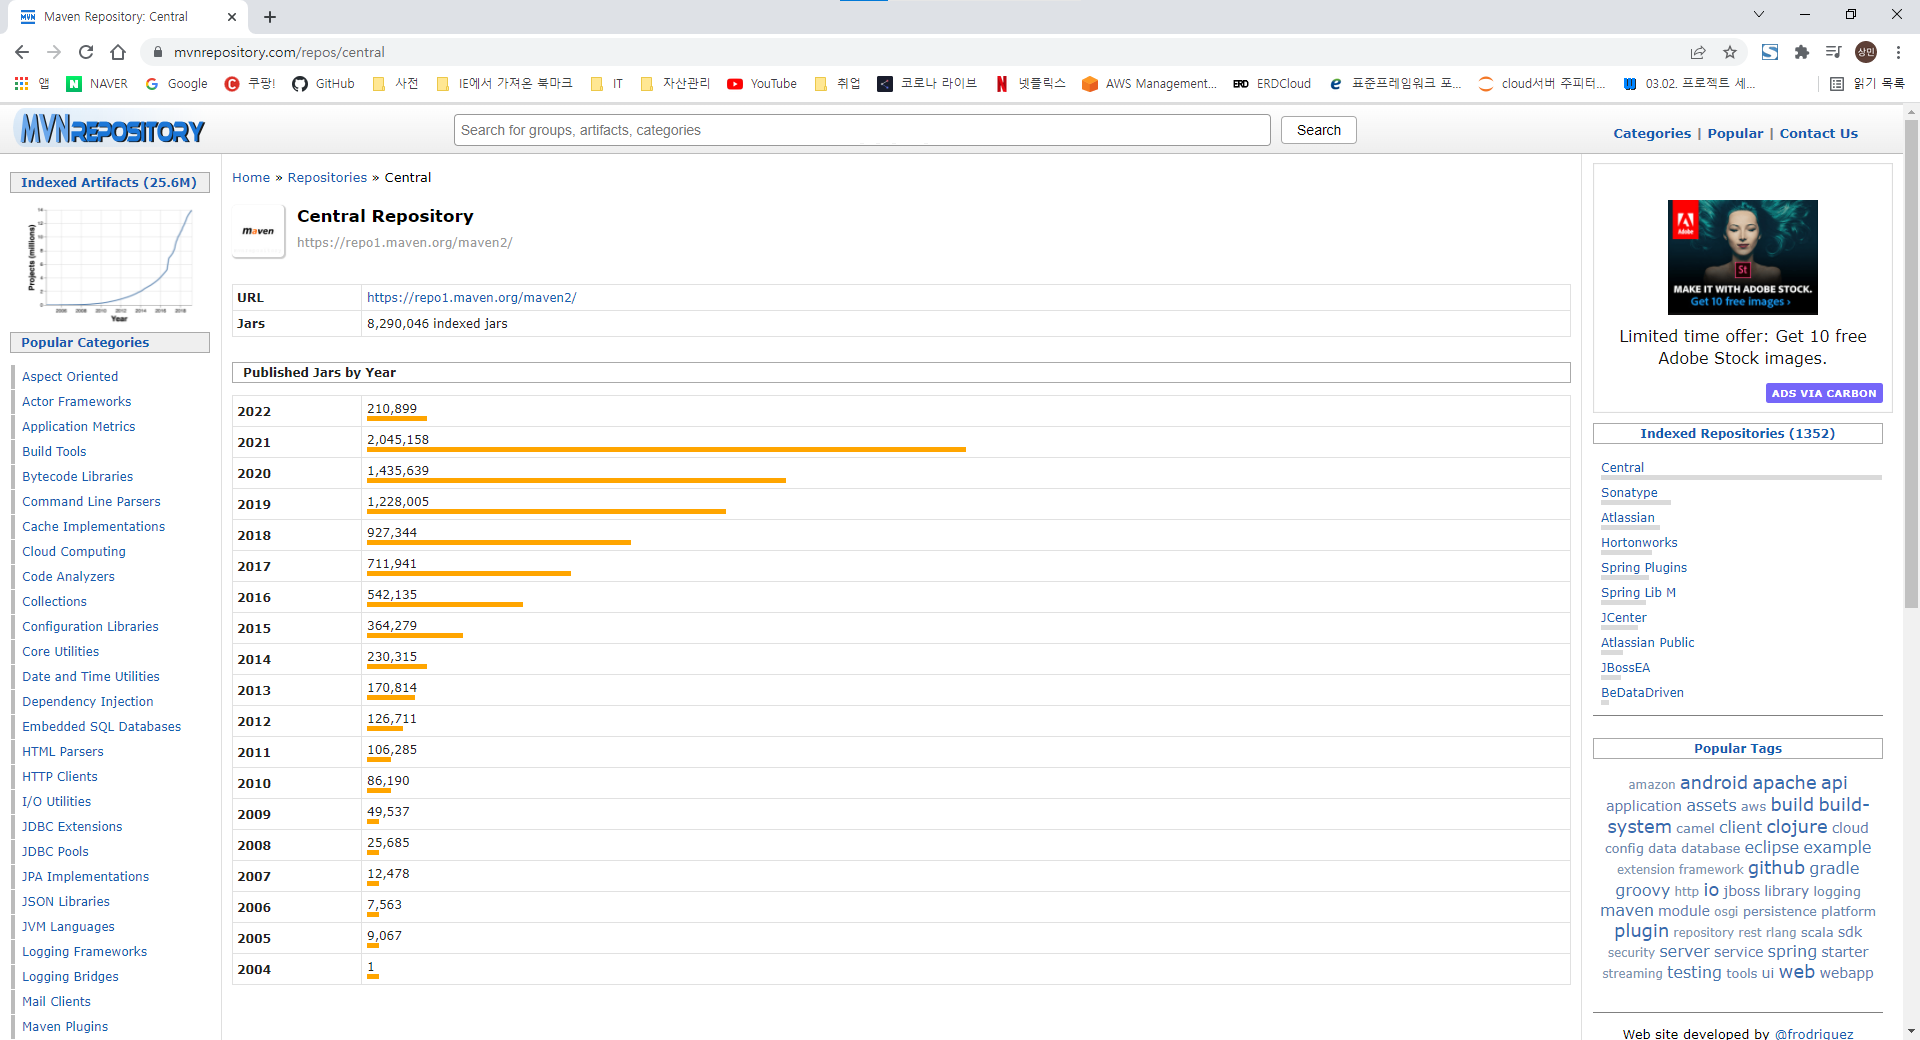 Maven Repository: Central
mvnrepository.com/repos/central
상민
앱
NAVER
Google
쿠팡!
GitHub
사전
IE에서 가져온 북마크
IT
자산관리
YouTube
취업
코로나 라이브
넷플릭스
AWS Management...
ERDCloud
표준프레임워크 포...
cloud서버 주피터...
03.02. 프로젝트 세...
읽기 목록
MVNREPOSITORY
Search for groups, artifacts, categories
Search
Categories | Popular | Contact Us
Indexed Artifacts (25.6M)
Projects (millions)
Year
Popular Categories
Aspect Oriented
Actor Frameworks
Application Metrics
Build Tools
Bytecode Libraries
Command Line Parsers
Cache Implementations
Cloud Computing
Code Analyzers
Collections
Configuration Libraries
Core Utilities
Date and Time Utilities
Dependency Injection
Embedded SQL Databases
HTML Parsers
HTTP Clients
I/O Utilities
JDBC Extensions
JDBC Pools
JPA Implementations
JSON Libraries
JVM Languages
Logging Frameworks
Logging Bridges
Mail Clients
Maven Plugins
Home » Repositories » Central
maven
Central Repository
https://repo1.maven.org/maven2/
URL https://repo1.maven.org/maven2/
Jars 8,290,046 indexed jars
Published Jars by Year
2022 210,899
2021 2,045,158
2020 1,435,639
2019 1,228,005
2018 927,344
2017 711,941
2016 542,135
2015 364,279
2014 230,315
2013 170,814
2012 126,711
2011 106,285
2010 86,190
2009 49,537
2008 25,685
2007 12,478
2006 7,563
2005 9,067
2004 1
Adobe
St
MAKE IT WITH ADOBE STOCK.
Get 10 free images ›
Limited time offer: Get 10 free
Adobe Stock images.
ADS VIA CARBON
Indexed Repositories (1352)
Central
Sonatype
Atlassian
Hortonworks
Spring Plugins
Spring Lib M
JCenter
Atlassian Public
JBossEA
BeDataDriven
Popular Tags
amazon android apache api
application assets aws build build-
system camel client clojure cloud
config data database eclipse example
extension framework github gradle
groovy http io jboss library logging
maven module osgi persistence platform
plugin repository rest rlang scala sdk
security server service spring starter
streaming testing tools ui web webapp
Web site developed by @frodriguez